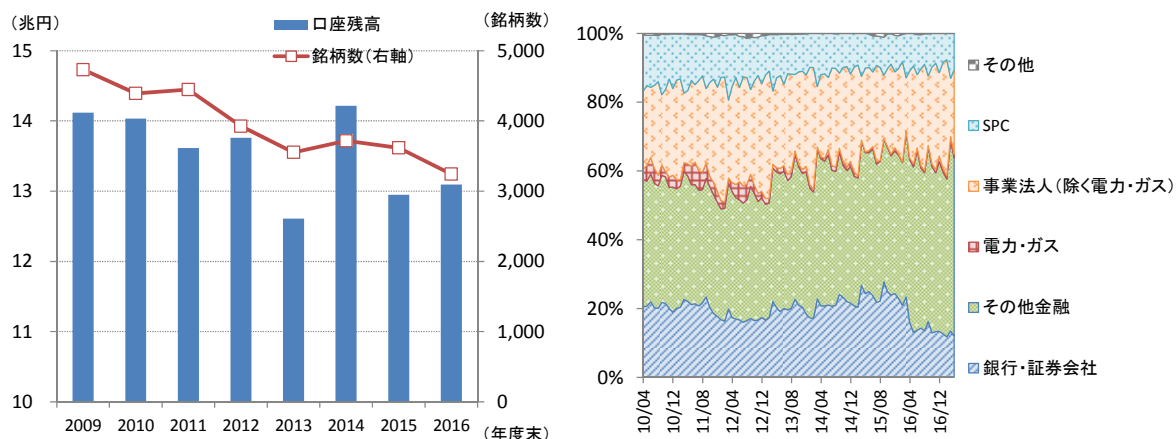 （兆円）
（銘柄数）
口座残高
銘柄数（右軸）
15
14
13
12
11
10
5,000
4,000
3,000
2,000
1,000
0
2009 2010 2011 2012 2013 2014 2015 2016
（年度末）
100%
80%
60%
40%
20%
0%
10/04
10/12
11/08
12/04
12/12
13/08
14/04
14/12
15/08
16/04
16/12
その他
SPC
事業法人（除く電力・ガス）
電力・ガス
その他金融
銀行・証券会社